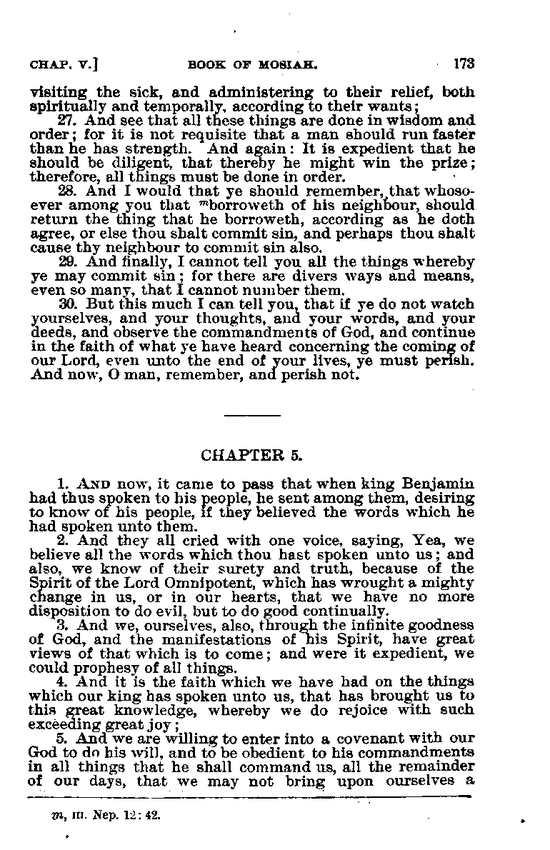 CHAP. V.] BOOK OF MOSIAH. 173
visiting the sick, and administering to their relief, both
spiritually and temporally, according to their wants;
27. And see that all these things are done in wisdom and
order; for it is not requisite that a man should run faster
than he has strength. And again: It is expedient that he
should be diligent, that thereby he might win the prize;
therefore, all things must be done in order.
28. And I would that ye should remember, that whoso-
ever among you that ᵐborroweth of his neighbour, should
return the thing that he borroweth, according as he doth
agree, or else thou shalt commit sin, and perhaps thou shalt
cause thy neighbour to commit sin also.
29. And finally, I cannot tell you all the things whereby
ye may commit sin; for there are divers ways and means,
even so many, that I cannot number them.
30. But this much I can tell you, that if ye do not watch
yourselves, and your thoughts, and your words, and your
deeds, and observe the commandments of God, and continue
in the faith of what ye have heard concerning the coming of
our Lord, even unto the end of your lives, ye must perish.
And now, O man, remember, and perish not.
CHAPTER 5.
1. AND now, it came to pass that when king Benjamin
had thus spoken to his people, he sent among them, desiring
to know of his people, if they believed the words which he
had spoken unto them.
2. And they all cried with one voice, saying, Yea, we
believe all the words which thou hast spoken unto us; and
also, we know of their surety and truth, because of the
Spirit of the Lord Omnipotent, which has wrought a mighty
change in us, or in our hearts, that we have no more
disposition to do evil, but to do good continually.
3. And we, ourselves, also, through the infinite goodness
of God, and the manifestations of his Spirit, have great
views of that which is to come; and were it expedient, we
could prophesy of all things.
4. And it is the faith which we have had on the things
which our king has spoken unto us, that has brought us to
this great knowledge, whereby we do rejoice with such
exceeding great joy;
5. And we are willing to enter into a covenant with our
God to do his will, and to be obedient to his commandments
in all things that he shall command us, all the remainder
of our days, that we may not bring upon ourselves a
m, III. Nep. 12: 42.